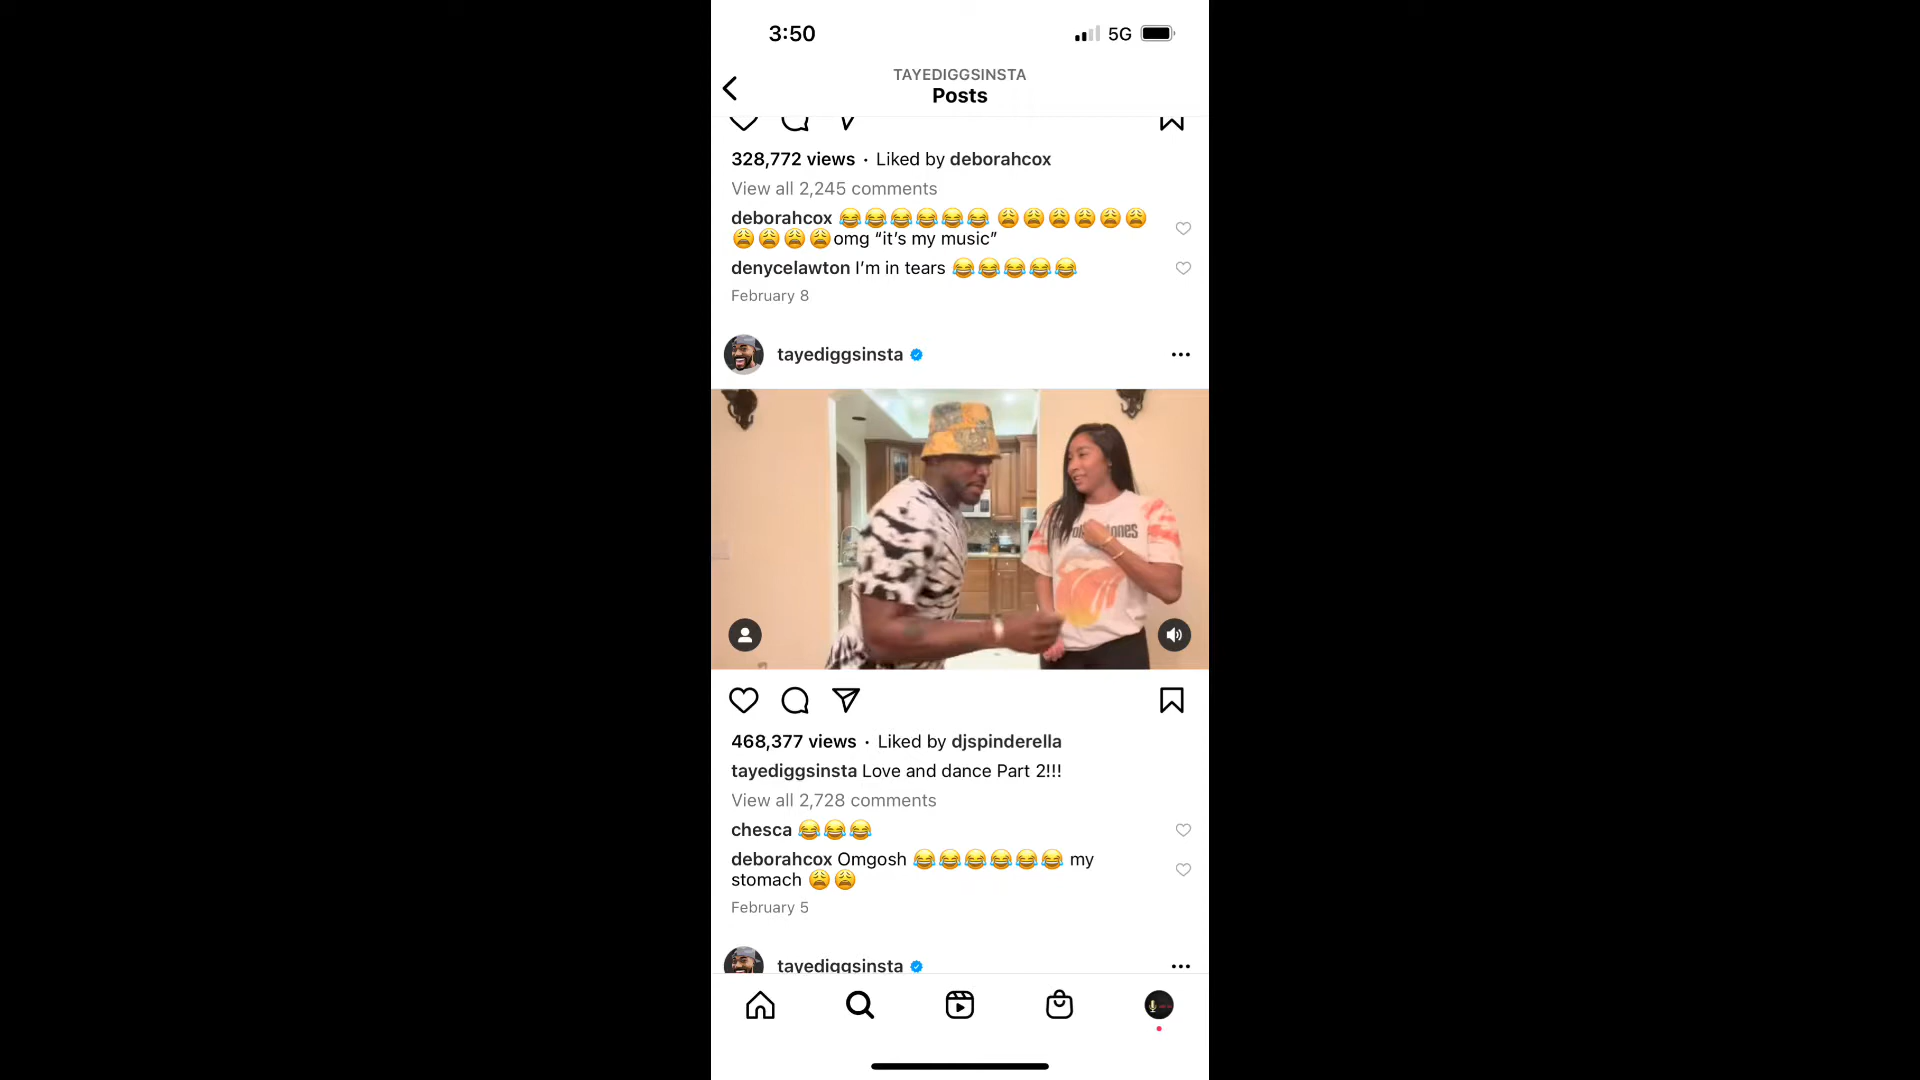 3:50
5G
TAYEDIGGSINSTA
Posts
328,772 views · Liked by deborahcox
View all 2,245 comments
deborahcox 😂😂😂😂😂😂 😩😩😩😩😩😩
😩😩😩😩omg “it’s my music”
denycelawton I’m in tears 😂😂😂😂😂
February 8
tayediggsinsta
468,377 views · Liked by djspinderella
tayediggsinsta Love and dance Part 2!!!
View all 2,728 comments
chesca 😂😂😂
deborahcox Omgosh 😂😂😂😂😂😂 my
stomach 😩😩
February 5
tayediggsinsta